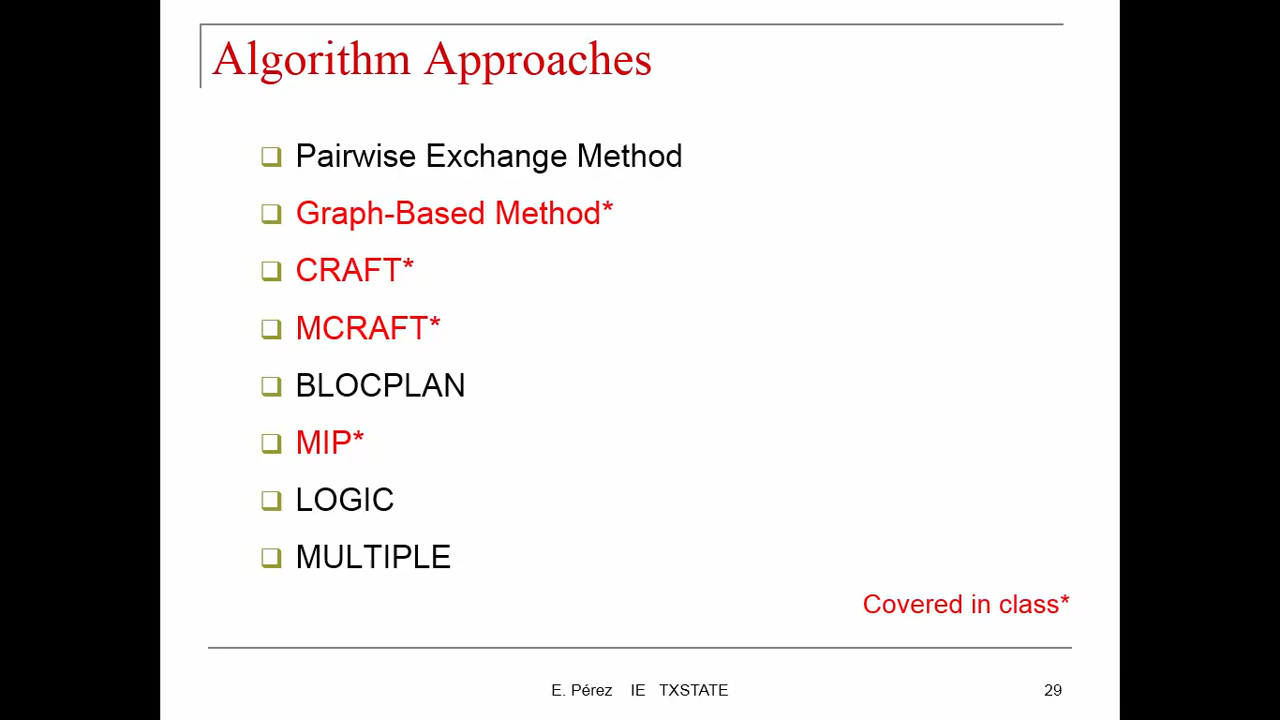 Algorithm Approaches
Pairwise Exchange Method
Graph-Based Method*
CRAFT*
MCRAFT*
BLOCPLAN
MIP*
LOGIC
MULTIPLE
Covered in class*
E. Pérez IE TXSTATE 29